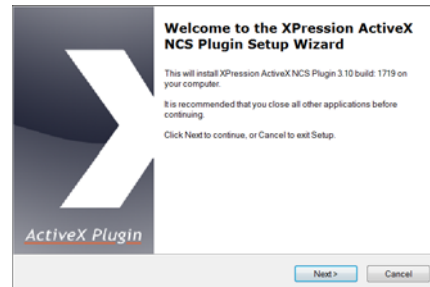 Welcome to the XPression ActiveX
NCS Plugin Setup Wizard
This will install XPression ActiveX NCS Plugin 3.10 build: 1719 on
your computer.
It is recommended that you close all other applications before
continuing.
Click Next to continue, or Cancel to exit Setup.
ActiveX Plugin
Next >
Cancel